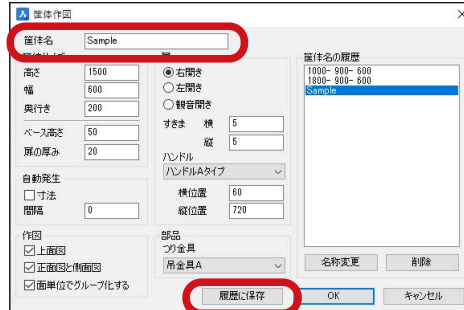 筐体作図
筐体名 Sample
高さ 1500
幅 600
奥行き 200
ベース高さ 50
扉の厚み 20
自動発生
寸法
間隔 0
作図
上面図
正面図と側面図
面単位でグループ化する
右開き
左開き
観音開き
すきま 横 5
縦 5
ハンドル
ハンドルAタイプ
横位置 60
縦位置 720
部品
つり金具
吊金具A
履歴に保存
筐体名の履歴
1000- 900- 600
1800- 900- 600
Sample
名称変更 削除
OK キャンセル